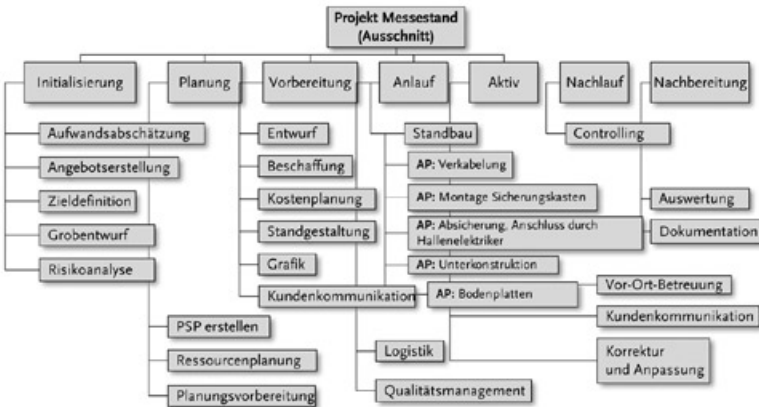 Projekt Messestand
(Ausschnitt)
Initialisierung
Planung
Vorbereitung
Anlauf
Aktiv
Nachlauf
Nachbereitung
Aufwandsabschätzung
Entwurf
Standbau
Controlling
Angebotserstellung
Beschaffung
AP: Verkabelung
Zieldefinition
Kostenplanung
AP: Montage Sicherungskasten
Auswertung
Grobentwurf
Standgestaltung
AP: Absicherung, Anschluss durch
Hallenelektriker
Dokumentation
Risikoanalyse
Grafik
AP: Unterkonstruktion
Kundenkommunikation
AP: Bodenplatten
Vor-Ort-Betreuung
PSP erstellen
Kundenkommunikation
Ressourcenplanung
Logistik
Korrektur
und Anpassung
Planungsvorbereitung
Qualitätsmanagement